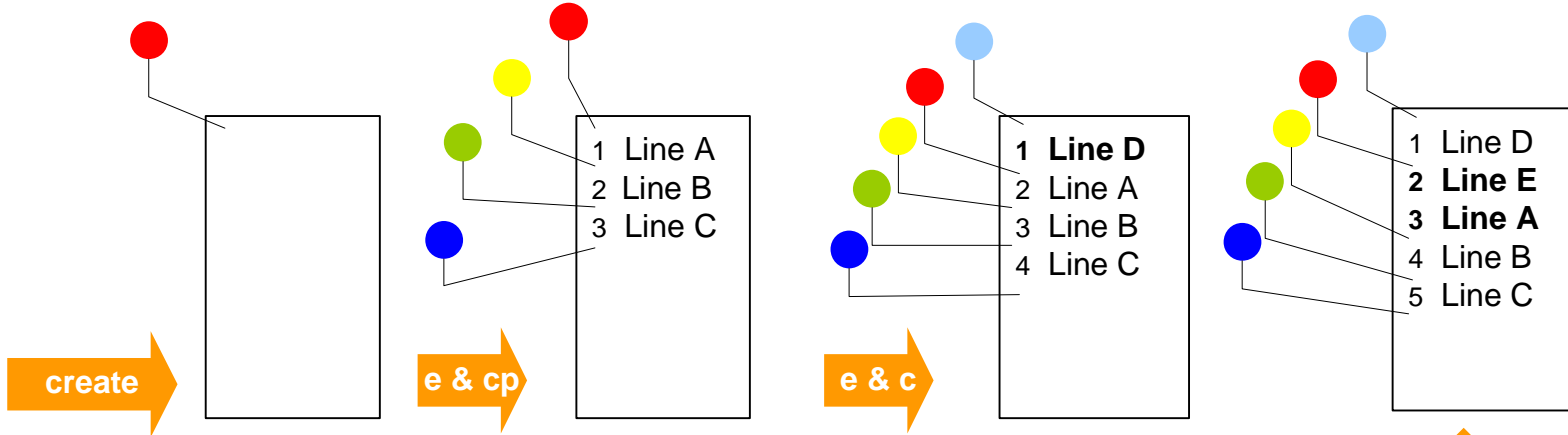 create
e & cp
1 Line A
2 Line B
3 Line C
e & c
1 Line D
2 Line A
3 Line B
4 Line C
1 Line D
2 Line E
3 Line A
4 Line B
5 Line C